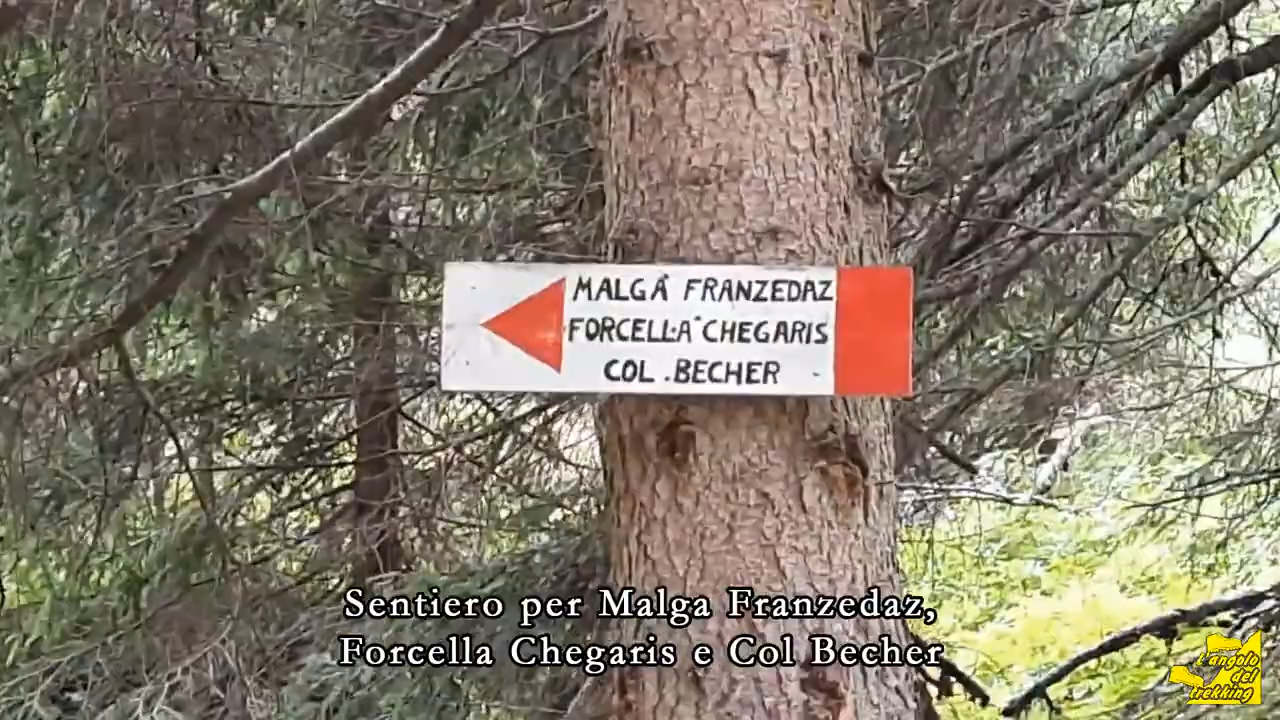 MALGA FRANZEDAZ
FORCELLA CHEGARIS
COL .BECHER
Sentiero per Malga Franzedaz,
Forcella Chegaris e Col Becher
L'angolo
del
trekking